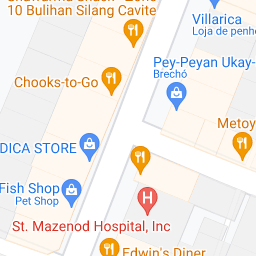 10 Bulihan Silang Cavite
Villarica
Loja de penho
Chooks-to-Go
Pey-Peyan Ukay-
Brechó
Metoy
DICA STORE
Fish Shop
Pet Shop
St. Mazenod Hospital, Inc
Edwin's Diner